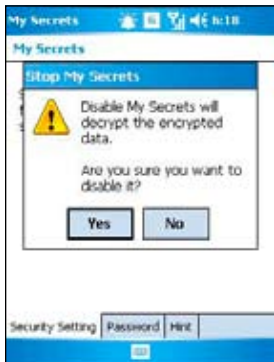 My Secrets 6:18
My Secrets
Stop My Secrets
Disable My Secrets will
decrypt the encrypted
data.
Are you sure you want to
disable it?
Yes No
Security Setting Password Hint